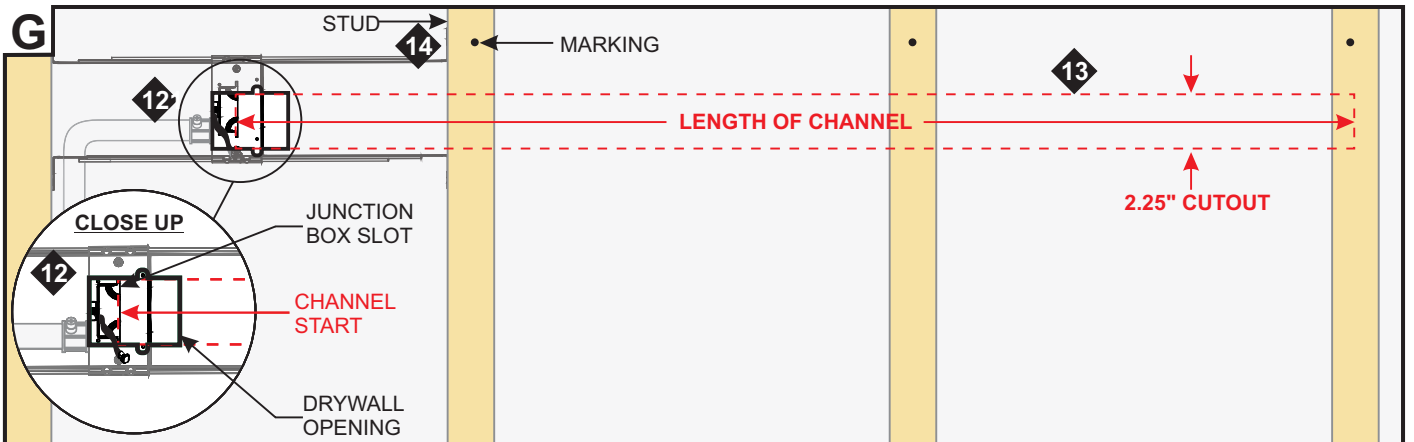 G
STUD
14
MARKING
13
12
LENGTH OF CHANNEL
2.25" CUTOUT
CLOSE UP
JUNCTION
BOX SLOT
12
CHANNEL
START
DRYWALL
OPENING